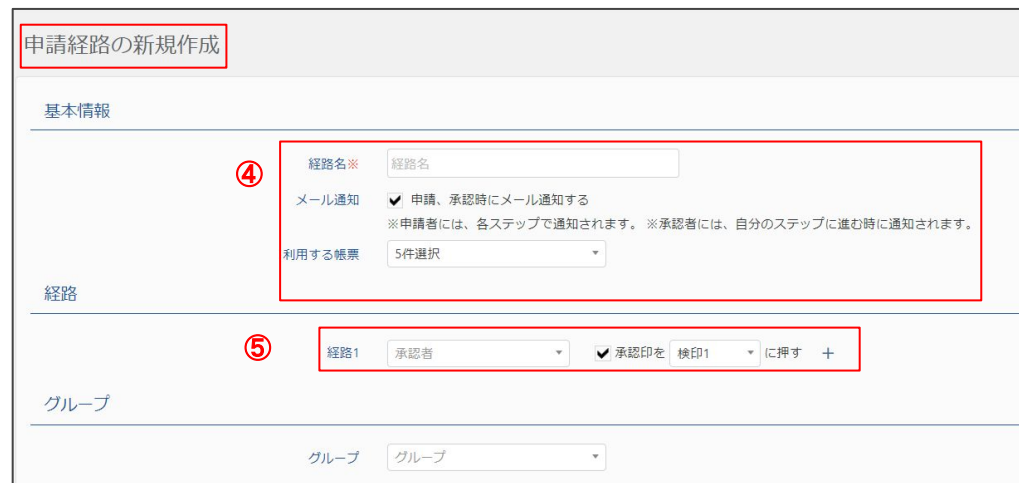 申請経路の新規作成
基本情報
④
経路名※ 経路名
メール通知 申請、承認時にメール通知する
※申請者には、各ステップで通知されます。 ※承認者には、自分のステップに進む時に通知されます。
利用する帳票 5件選択
経路
⑤
経路1 承認者 承認印を 検印1 に押す +
グループ
グループ グループ